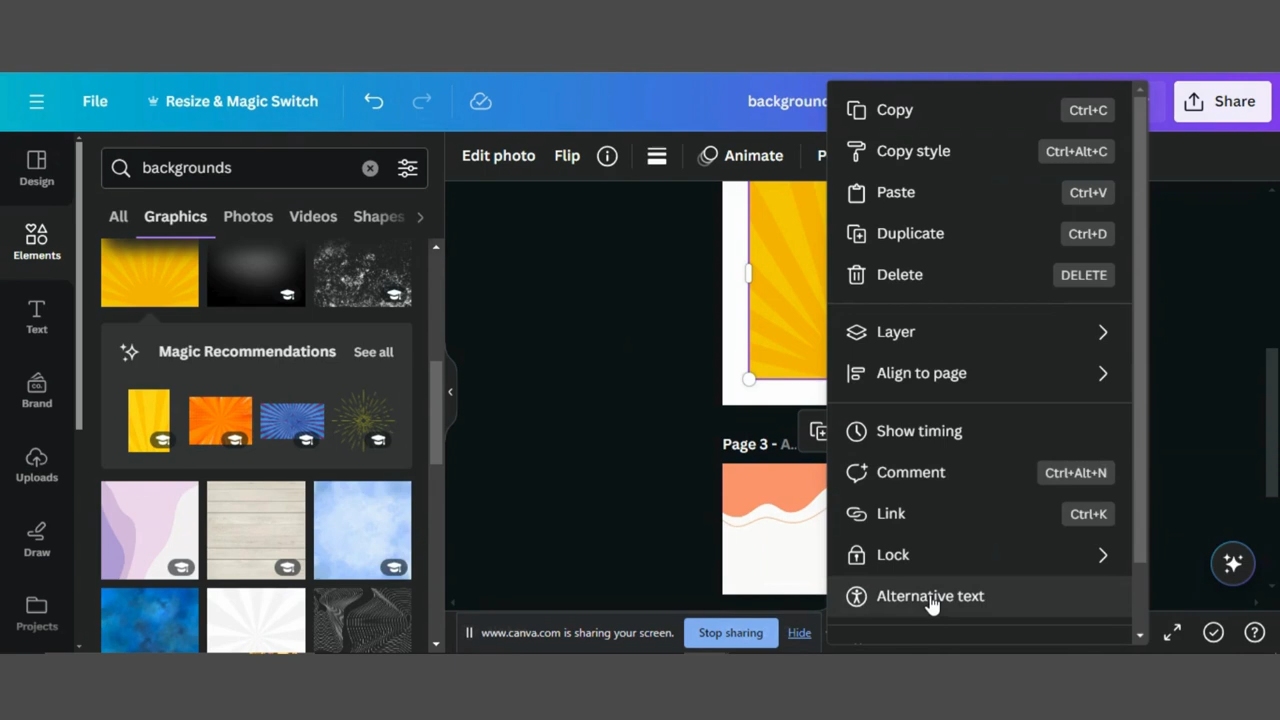 File
Resize & Magic Switch
background
Share
Design
Elements
Text
Brand
Uploads
Draw
Projects
backgrounds
All Graphics Photos Videos Shapes
Magic Recommendations See all
Edit photo Flip Animate P
Page 3 - A...
Copy Ctrl+C
Copy style Ctrl+Alt+C
Paste Ctrl+V
Duplicate Ctrl+D
Delete DELETE
Layer
Align to page
Show timing
Comment Ctrl+Alt+N
Link Ctrl+K
Lock
Alternative text
www.canva.com is sharing your screen. Stop sharing Hide